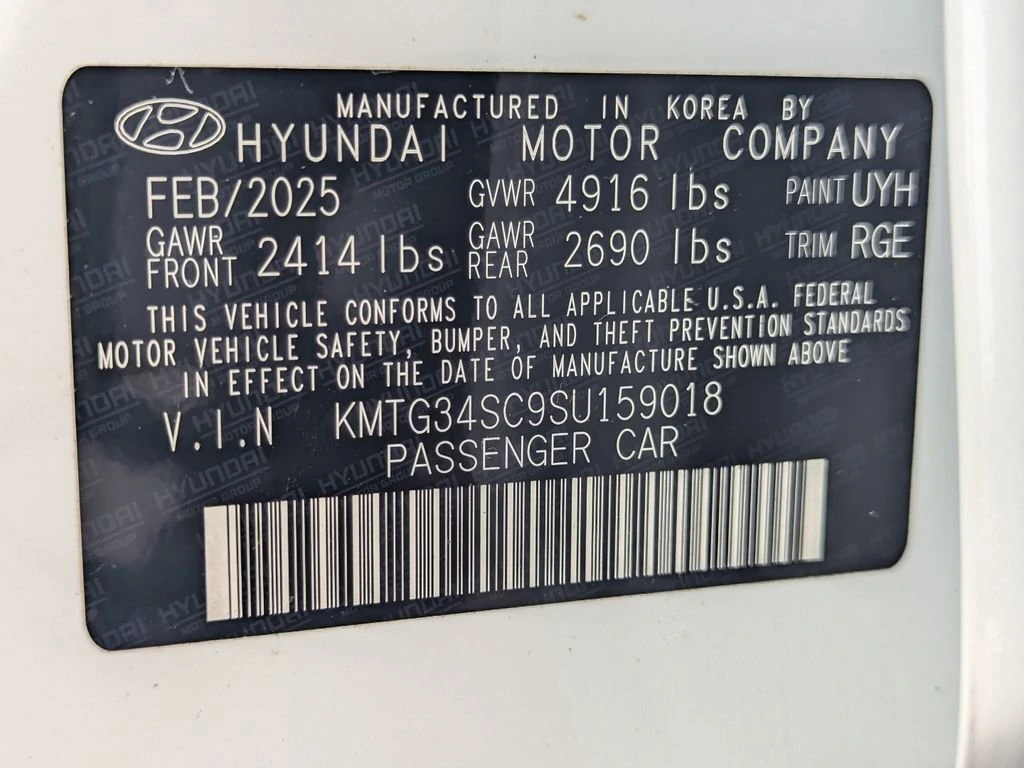 MANUFACTURED IN KOREA BY
HYUNDAI MOTOR COMPANY
FEB/2025 GVWR 4916 lbs PAINT UYH
GAWR FRONT 2414 lbs GAWR REAR 2690 lbs TRIM RGE
THIS VEHICLE CONFORMS TO ALL APPLICABLE U.S.A. FEDERAL
MOTOR VEHICLE SAFETY, BUMPER, AND THEFT PREVENTION STANDARDS
IN EFFECT ON THE DATE OF MANUFACTURE SHOWN ABOVE
V.I.N KMTG34SC9SU159018
PASSENGER CAR